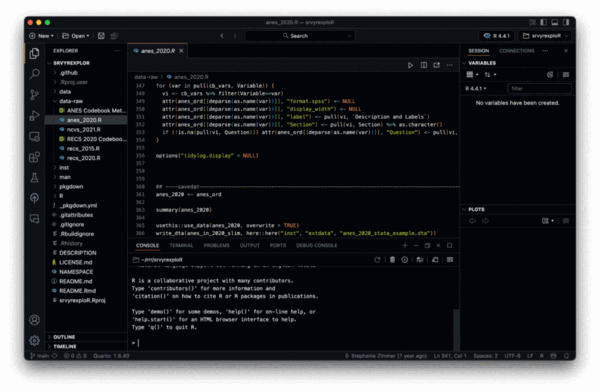 anes_2020.R — srvyrexploR
New
Open
Search
R 4.4.1
srvyrexploR
EXPLORER
SRVYREXPLOR
.github
.Rproj.user
data
data-raw
ANES Codebook Met...
anes_2020.R
ncvs_2021.R
RECS 2020 Codeboo...
recs_2015.R
recs_2020.R
inst
man
pkgdown
R
_pkgdown.yml
.gitattributes
.gitignore
.Rbuildignore
.Rhistory
DESCRIPTION
LICENSE.md
NAMESPACE
README.md
README.Rmd
srvyrexploR.Rproj
OUTLINE
TIMELINE
anes_2020.R
data-raw > anes_2020.R
347 for (var in pull(cb_vars, Variable)) {
348 vi <- cb_vars %>% filter(Variable==var)
349 attr(anes_ord[[deparse(as.name(var))]], "format.spss") <- NULL
350 attr(anes_ord[[deparse(as.name(var))]], "display_width") <- NULL
351 attr(anes_ord[[deparse(as.name(var))]], "label") <- pull(vi, `Description and Labels`)
352 attr(anes_ord[[deparse(as.name(var))]], "Section") <- pull(vi, Section) %>% as.character()
353 if (!is.na(pull(vi, Question))) attr(anes_ord[[deparse(as.name(var))]], "Question") <- pull(vi,
354 }
355
356 options("tidylog.display" = NULL)
357
358
359
360 ## ----savedat
361 anes_2020 <- anes_ord
362
363 summary(anes_2020)
364
365 usethis::use_data(anes_2020, overwrite = TRUE)
366 write_dta(anes_in_2020_slim, here::here("inst", "extdata", "anes_2020_stata_example.dta"))
CONSOLE TERMINAL PROBLEMS OUTPUT PORTS DEBUG CONSOLE
R is a collaborative project with many contributors.
Type 'contributors()' for more information and
'citation()' on how to cite R or R packages in publications.
Type 'demo()' for some demos, 'help()' for on-line help, or
'help.start()' for an HTML browser interface to help.
Type 'q()' to quit R.
>
SESSION CONNECTIONS
VARIABLES
filter
No variables have been created.
PLOTS
main
0 0
Quarto: 1.6.40
Stephanie Zimmer (1 year ago)
Ln 341, Col 1
Spaces: 2
UTF-8
LF
R